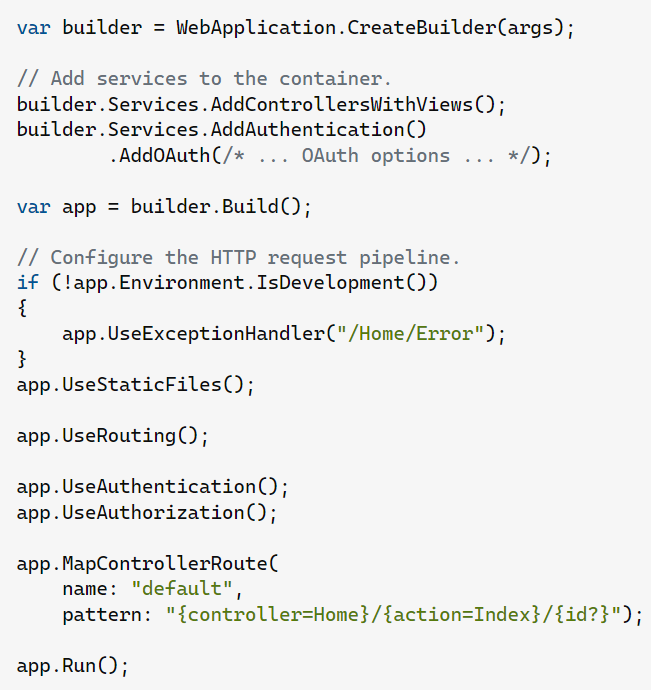 var builder = WebApplication.CreateBuilder(args);
// Add services to the container.
builder.Services.AddControllersWithViews();
builder.Services.AddAuthentication()
        .AddOAuth(/* ... OAuth options ... */);
var app = builder.Build();
// Configure the HTTP request pipeline.
if (!app.Environment.IsDevelopment())
{
    app.UseExceptionHandler("/Home/Error");
}
app.UseStaticFiles();
app.UseRouting();
app.UseAuthentication();
app.UseAuthorization();
app.MapControllerRoute(
    name: "default",
    pattern: "{controller=Home}/{action=Index}/{id?}");
app.Run();